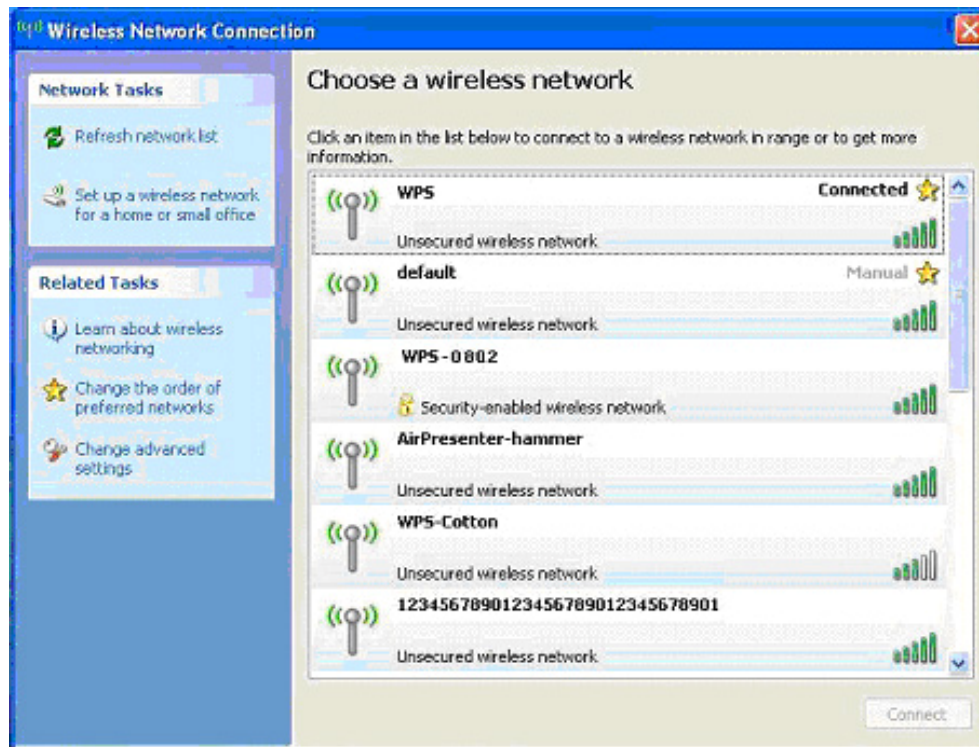 Wireless Network Connection
Network Tasks
Refresh network list
Set up a wireless network
for a home or small office
Related Tasks
Learn about wireless
networking
Change the order of
preferred networks
Change advanced
settings
Choose a wireless network
Click an item in the list below to connect to a wireless network in range or to get more
information.
WPS Connected
Unsecured wireless network
default Manual
Unsecured wireless network
WPS-0802
Security-enabled wireless network
AirPresenter-hammer
Unsecured wireless network
WPS-Cotton
Unsecured wireless network
1234567890123456789012345678901
Unsecured wireless network
Connect